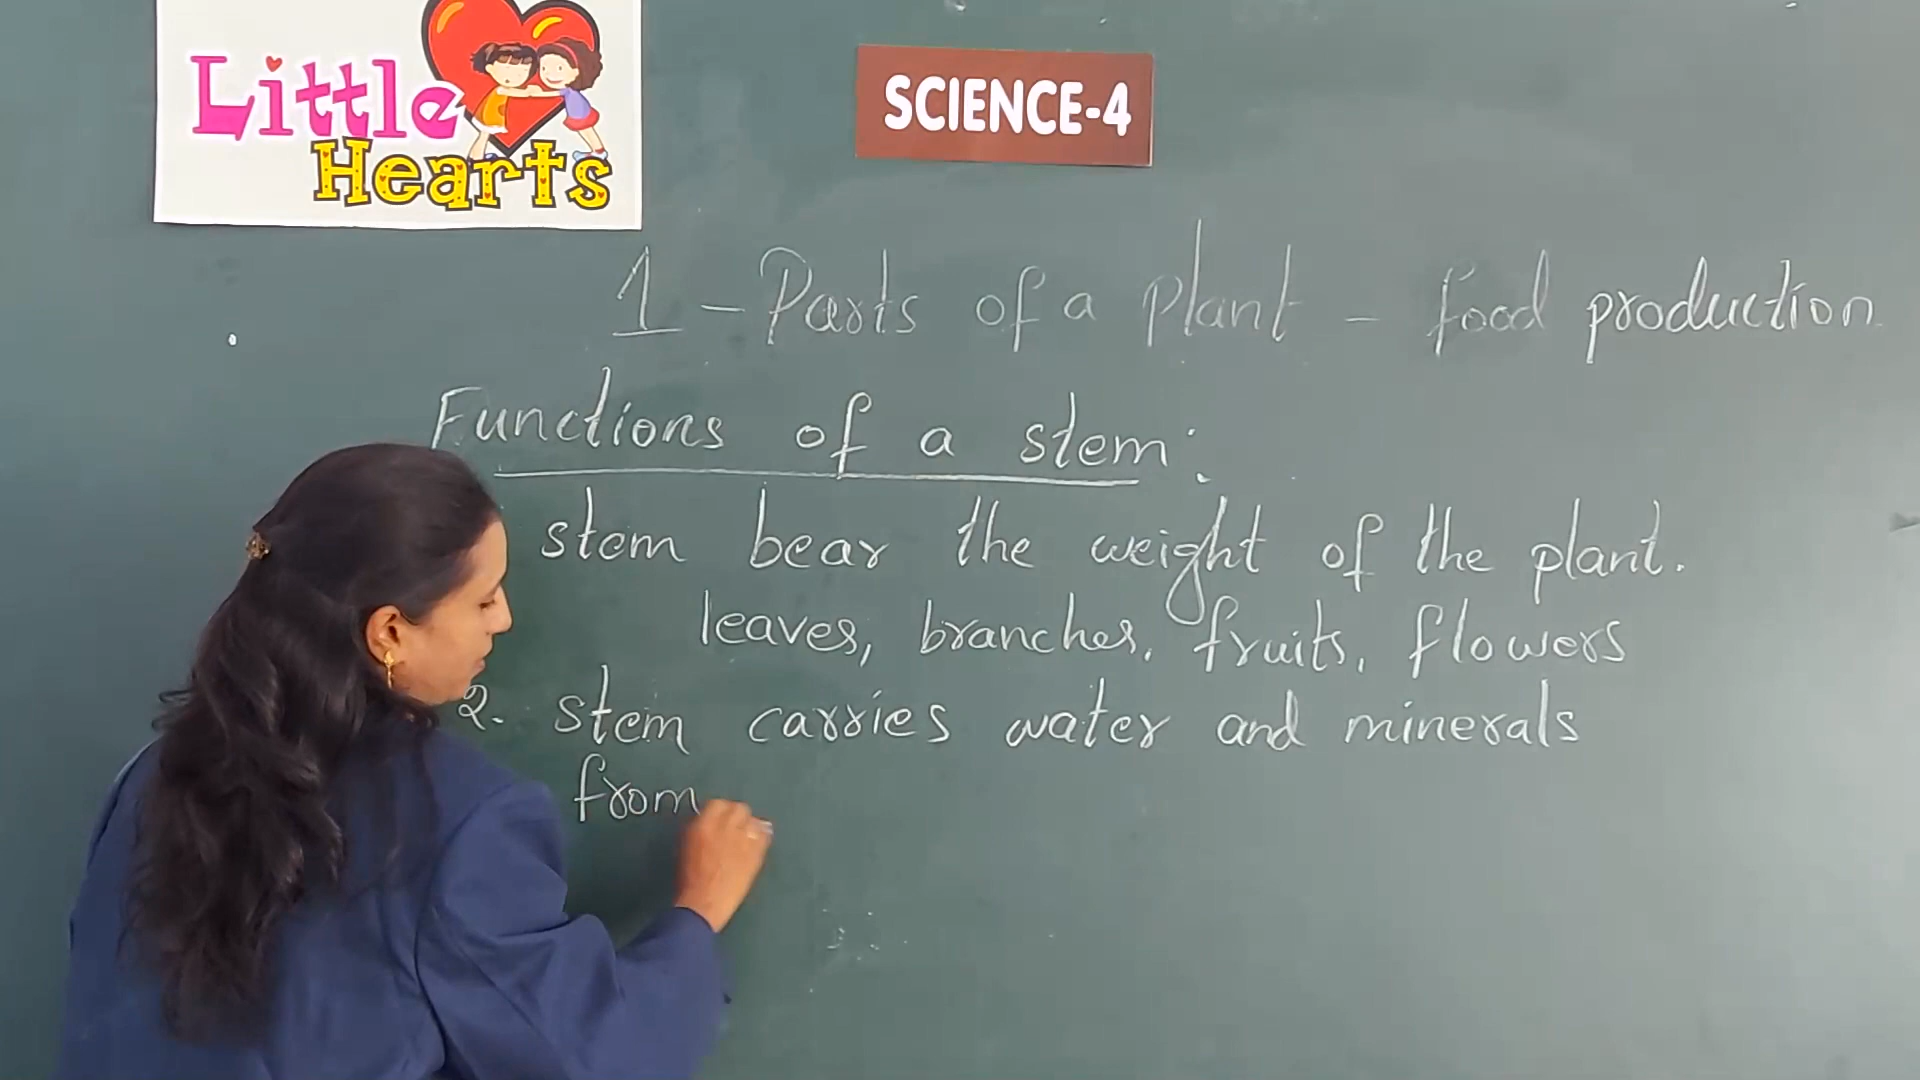 Little
Hearts
SCIENCE-4
1 - Parts of a plant - food production
Functions of a stem:
stem bear the weight of the plant.
leaves, branches, fruits, flowers
2. stem carries water and minerals
from